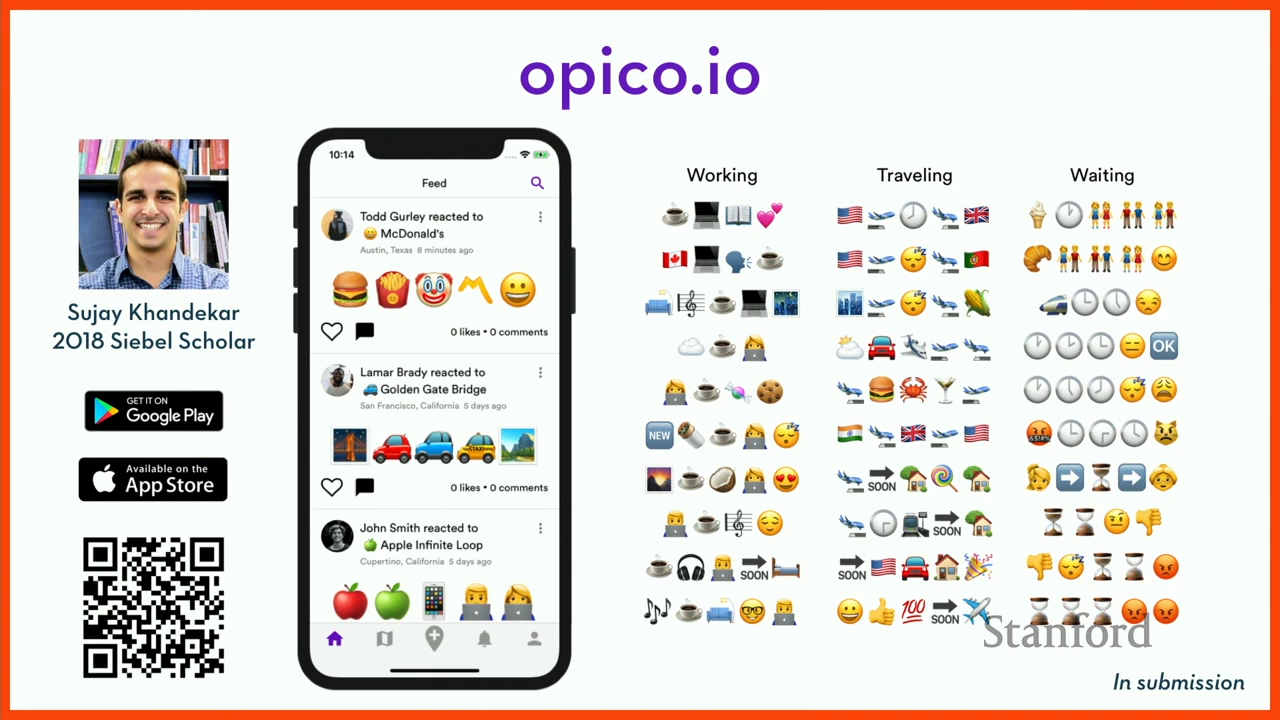 opico.io
Sujay Khandekar
2018 Siebel Scholar
GET IT ON
Google Play
Available on the
App Store
10:14
Feed
Todd Gurley reacted to
McDonald's
Austin, Texas 8 minutes ago
0 likes • 0 comments
Lamar Brady reacted to
Golden Gate Bridge
San Francisco, California 5 days ago
0 likes • 0 comments
John Smith reacted to
Apple Infinite Loop
Cupertino, California 5 days ago
Working
NEW
SOON
Traveling
SOON
SOON
SOON
100 SOON
Waiting
OK
&$!#%
Stanford
In submission